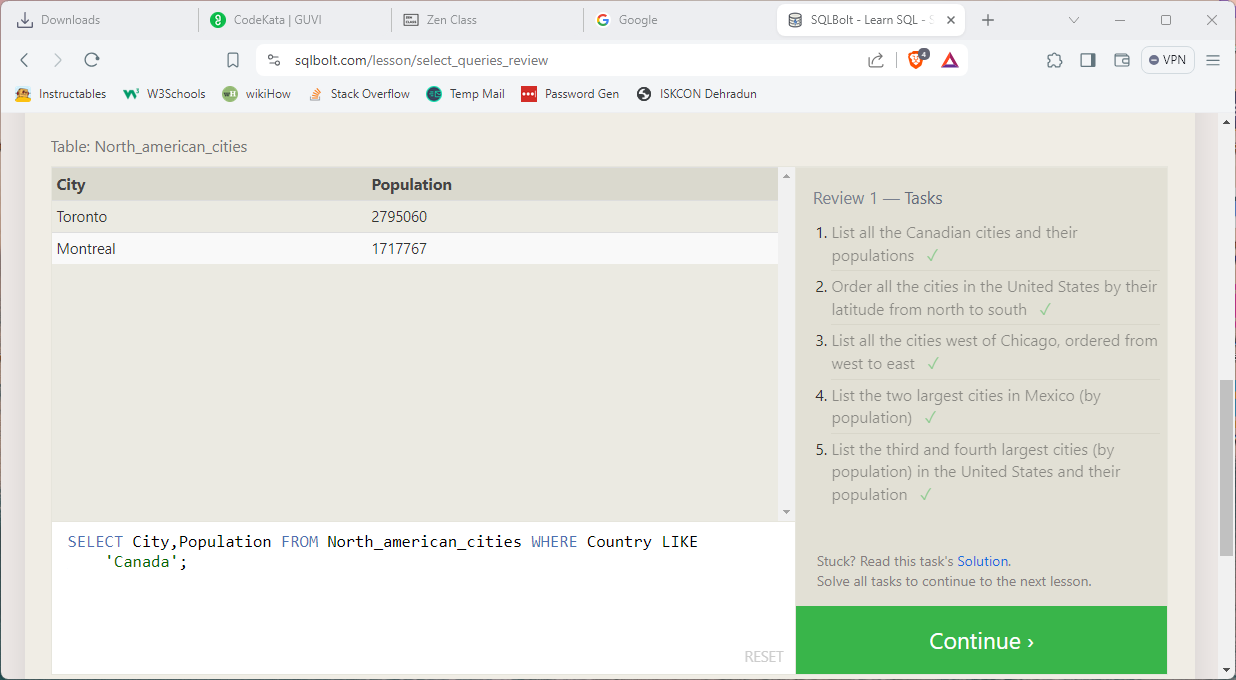 Downloads
CodeKata | GUVI
Zen Class
Google
SQLBolt - Learn SQL - S
sqlbolt.com/lesson/select_queries_review
4
VPN
Instructables
W3Schools
wikiHow
Stack Overflow
Temp Mail
Password Gen
ISKCON Dehradun
Table: North_american_cities
City Population
Toronto 2795060
Montreal 1717767
SELECT City,Population FROM North_american_cities WHERE Country LIKE
'Canada';
RESET
Review 1 — Tasks
1. List all the Canadian cities and their
populations ✓
2. Order all the cities in the United States by their
latitude from north to south ✓
3. List all the cities west of Chicago, ordered from
west to east ✓
4. List the two largest cities in Mexico (by
population) ✓
5. List the third and fourth largest cities (by
population) in the United States and their
population ✓
Stuck? Read this task's Solution.
Solve all tasks to continue to the next lesson.
Continue ›